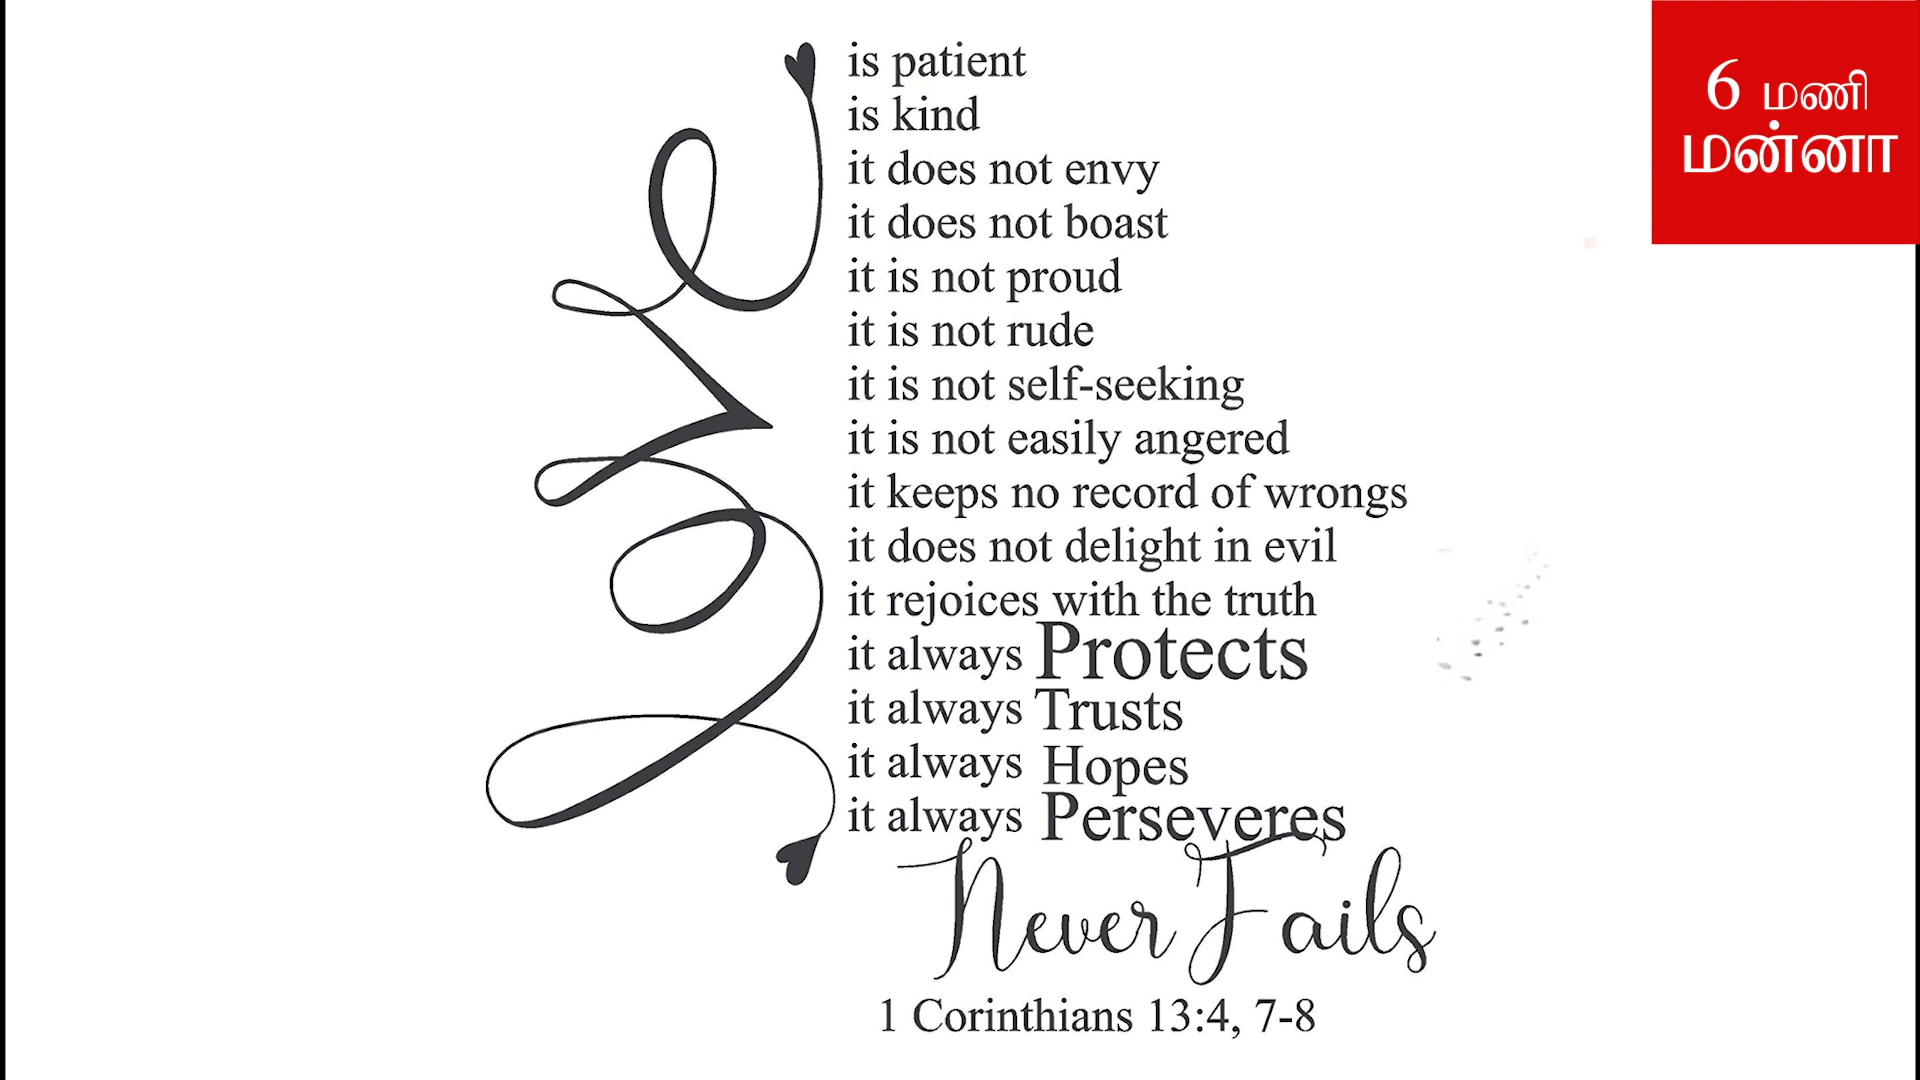 love
is patient
is kind
it does not envy
it does not boast
it is not proud
it is not rude
it is not self-seeking
it is not easily angered
it keeps no record of wrongs
it does not delight in evil
it rejoices with the truth
it always Protects
it always Trusts
it always Hopes
it always Perseveres
Never Fails
1 Corinthians 13:4, 7-8
6 மணி
மன்னா